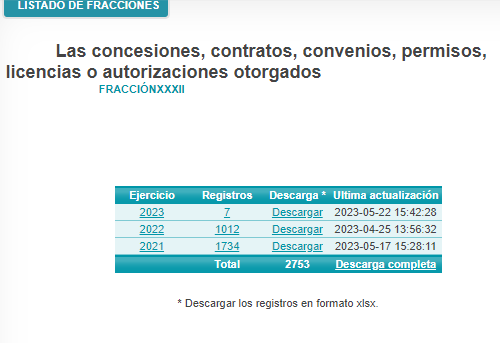 LISTADO DE FRACCIONES
Las concesiones, contratos, convenios, permisos,
licencias o autorizaciones otorgados
FRACCIÓNXXXII
Ejercicio Registros Descarga * Ultima actualización
2023 7 Descargar 2023-05-22 15:42:28
2022 1012 Descargar 2023-04-25 13:56:32
2021 1734 Descargar 2023-05-17 15:28:11
Total 2753 Descarga completa
* Descargar los registros en formato xlsx.